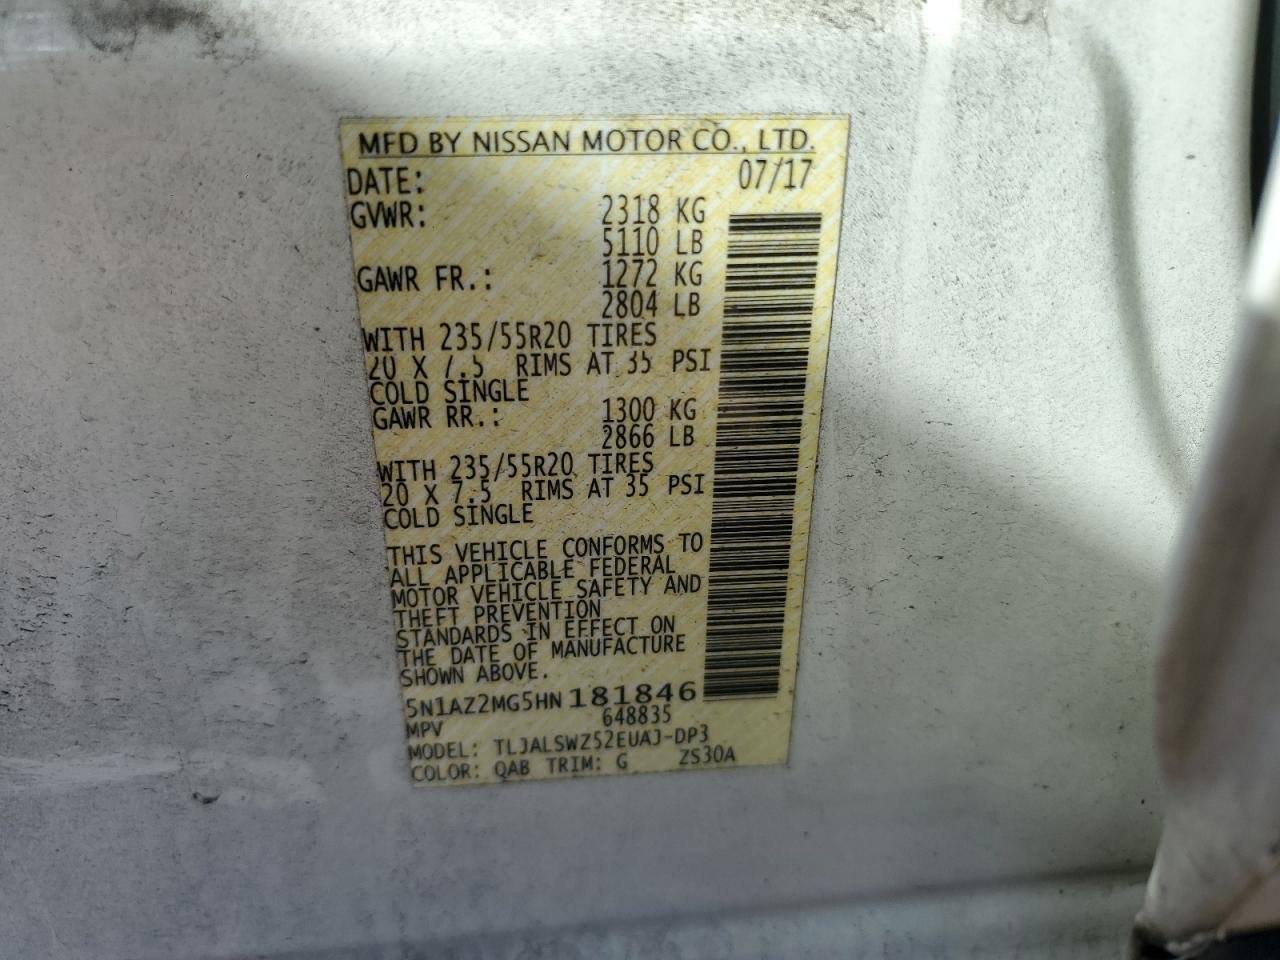 MFD BY NISSAN MOTOR CO., LTD.
DATE: 07/17
GVWR: 2318 KG
5110 LB
GAWR FR.: 1272 KG
2804 LB
WITH 235/55R20 TIRES
20 X 7.5 RIMS AT 35 PSI
COLD SINGLE
GAWR RR.: 1300 KG
2866 LB
WITH 235/55R20 TIRES
20 X 7.5 RIMS AT 35 PSI
COLD SINGLE
THIS VEHICLE CONFORMS TO
ALL APPLICABLE FEDERAL
MOTOR VEHICLE SAFETY AND
THEFT PREVENTION
STANDARDS IN EFFECT ON
THE DATE OF MANUFACTURE
SHOWN ABOVE.
5N1AZ2MG5HN181846
MPV 648835
MODEL: TLJALSWZ52EUAJ-DP3
COLOR: QAB TRIM: G ZS30A